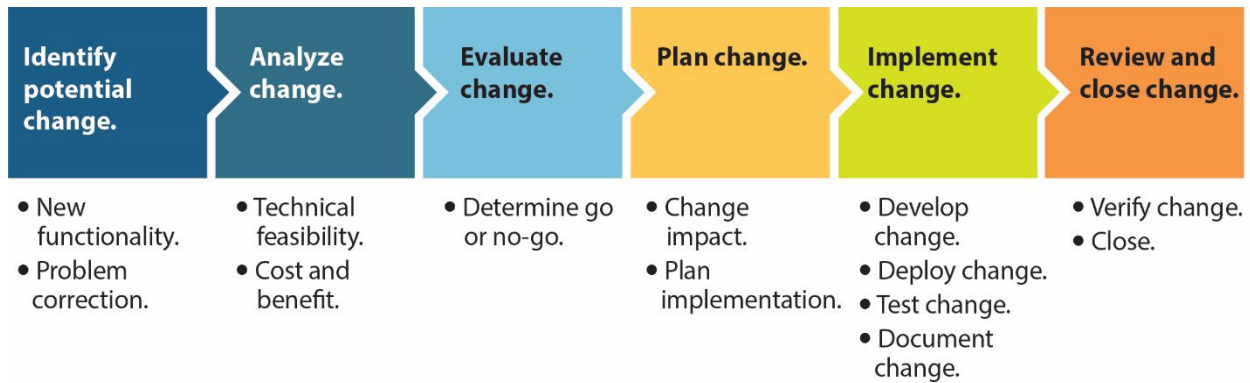 Identify
potential
change.
Analyze
change.
Evaluate
change.
Plan change.
Implement
change.
Review and
close change.
• New
functionality.
• Problem
correction.
• Technical
feasibility.
• Cost and
benefit.
• Determine go
or no-go.
• Change
impact.
• Plan
implementation.
• Develop
change.
• Deploy change.
• Test change.
• Document
change.
• Verify change.
• Close.